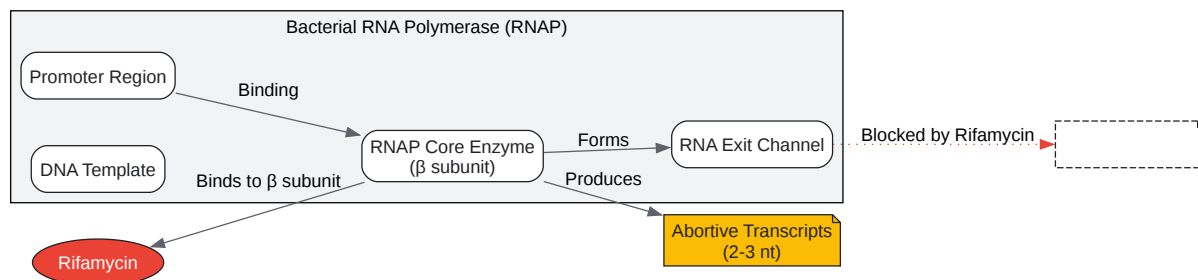 Bacterial RNA Polymerase (RNAP)
Promoter Region
Binding
DNA Template
RNAP Core Enzyme
(β subunit)
Forms
RNA Exit Channel
Blocked by Rifamycin
Binds to β subunit
Produces
Rifamycin
Abortive Transcripts
(2-3 nt)